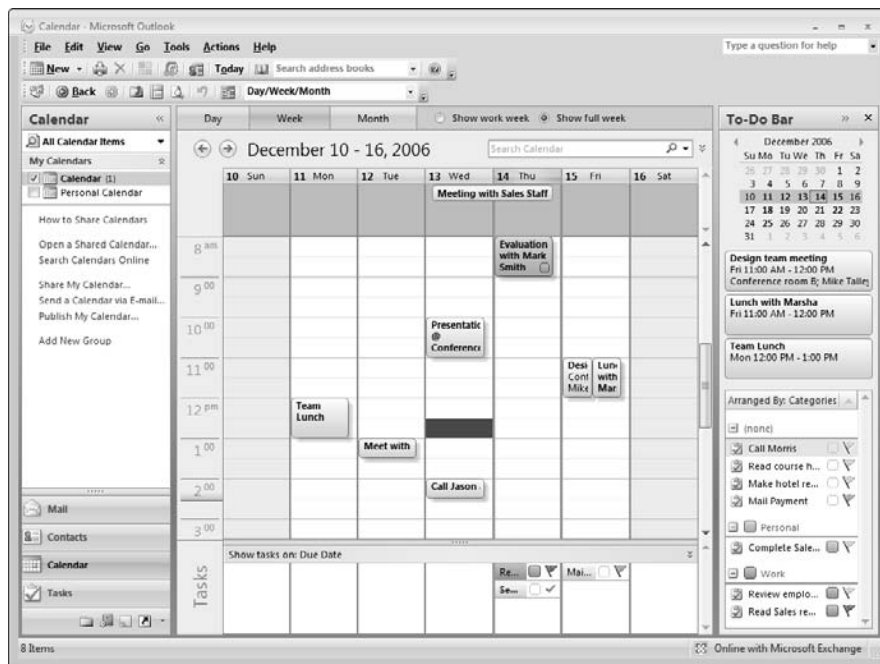 Calendar - Microsoft Outlook
File Edit View Go Tools Actions Help
Type a question for help
New Today Search address books
Back Day/Week/Month
Calendar «
All Calendar Items
My Calendars
Calendar (1)
Personal Calendar
How to Share Calendars
Open a Shared Calendar...
Search Calendars Online
Share My Calendar...
Send a Calendar via E-mail...
Publish My Calendar...
Add New Group
Mail
Contacts
Calendar
Tasks
Day Week Month Show work week Show full week
December 10 - 16, 2006
Search Calendar
10 Sun 11 Mon 12 Tue 13 Wed 14 Thu 15 Fri 16 Sat
Meeting with Sales Staff
8 am
Evaluation
with Mark
Smith
9 00
10 00
Presentatic
@
Conference
11 00
Desi
Conf
Mike
Lun
with
Mar
12 pm
Team
Lunch
1 00
Meet with
2 00
Call Jason
3 00
Tasks
Show tasks on: Due Date
Re...
Se...
Mai...
To-Do Bar »
December 2006
Su Mo Tu We Th Fr Sa
26 27 28 29 30 1 2
3 4 5 6 7 8 9
10 11 12 13 14 15 16
17 18 19 20 21 22 23
24 25 26 27 28 29 30
31 1 2 3 4 5 6
Design team meeting
Fri 11:00 AM - 12:00 PM
Conference room B; Mike Talley
Lunch with Marsha
Fri 11:00 AM - 12:00 PM
Team Lunch
Mon 12:00 PM - 1:00 PM
Arranged By: Categories
(none)
Call Morris
Read course h...
Make hotel re...
Mail Payment
Personal
Complete Sale...
Work
Review emplo...
Read Sales re...
8 Items
Online with Microsoft Exchange